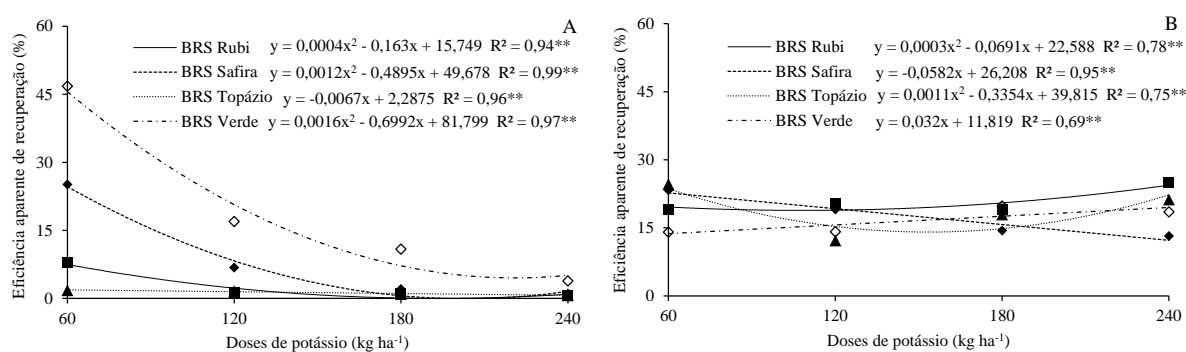 A
Eficiência aparente de recuperação (%)
60
45
30
15
0
BRS Rubi y = 0,0004x² - 0,163x + 15,749 R² = 0,94**
BRS Safira y = 0,0012x² - 0,4895x + 49,678 R² = 0,99**
BRS Topázio y = -0,0067x + 2,2875 R² = 0,96**
BRS Verde y = 0,0016x² - 0,6992x + 81,799 R² = 0,97**
60 120 180 240
Doses de potássio (kg ha⁻¹)
B
Eficiência aparente de recuperação (%)
60
45
30
15
0
BRS Rubi y = 0,0003x² - 0,0691x + 22,588 R² = 0,78**
BRS Safira y = -0,0582x + 26,208 R² = 0,95**
BRS Topázio y = 0,0011x² - 0,3354x + 39,815 R² = 0,75**
BRS Verde y = 0,032x + 11,819 R² = 0,69**
60 120 180 240
Doses de potássio (kg ha⁻¹)